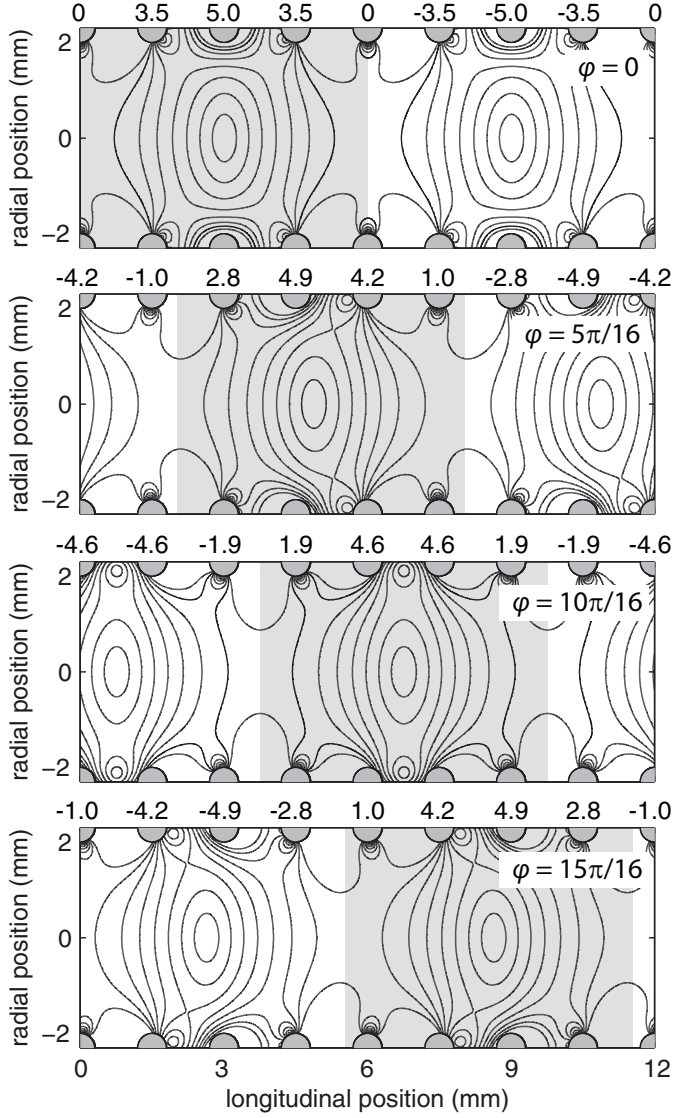 0 3.5 5.0 3.5 0 -3.5 -5.0 -3.5 0
2
φ = 0
0
−2
radial position (mm)
-4.2 -1.0 2.8 4.9 4.2 1.0 -2.8 -4.9 -4.2
2
φ = 5π/16
0
−2
radial position (mm)
-4.6 -4.6 -1.9 1.9 4.6 4.6 1.9 -1.9 -4.6
2
φ = 10π/16
0
−2
radial position (mm)
-1.0 -4.2 -4.9 -2.8 1.0 4.2 4.9 2.8 -1.0
2
φ = 15π/16
0
−2
radial position (mm)
0 3 6 9 12
longitudinal position (mm)